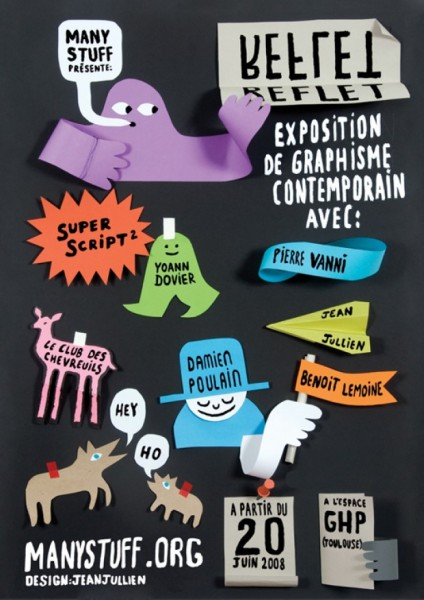 MANY
STUFF
PRÉSENTE:
REFLET
REFLET
EXPOSITION
DE GRAPHISME
CONTEMPORAIN
AVEC:
SUPER
SCRIPT²
YOANN
DOVIER
PIERRE VANNI
JEAN
JULLIEN
LE CLUB DES
CHEVREUILS
DAMIEN
POULAIN
BENOIT LEMOINE
HEY
HO
A PARTIR DU
20
JUIN 2008
A L'ESPACE
GHP
(TOULOUSE)
MANYSTUFF.ORG
DESIGN:JEANJULLIEN